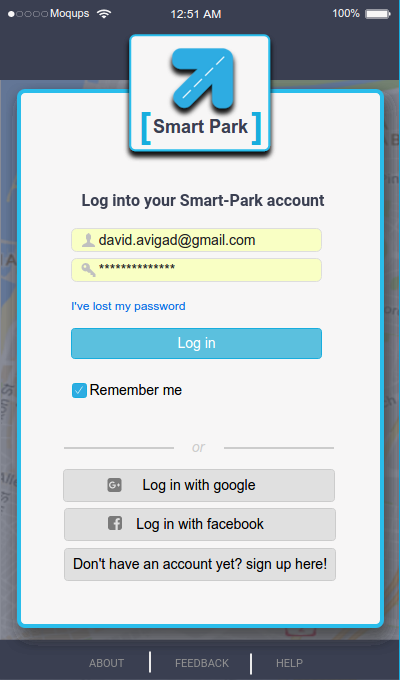 Moqups 12:51 AM 100%
[Smart Park]
Log into your Smart-Park account
david.avigad@gmail.com
**************
I've lost my password
Log in
Remember me
or
Log in with google
Log in with facebook
Don't have an account yet? sign up here!
ABOUT | FEEDBACK | HELP